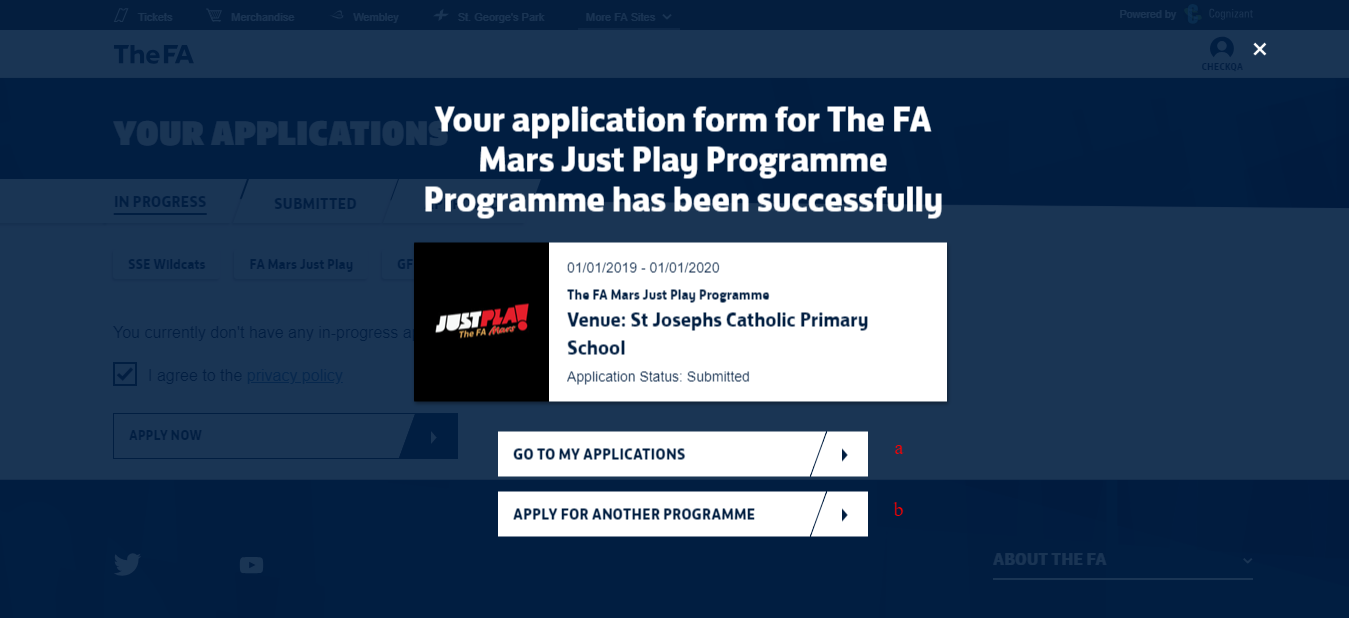 Tickets Merchandise Wembley St. George's Park More FA Sites Powered by Cognizant
TheFA
CHECKQA
YOUR APPLICATIONS
Your application form for The FA
Mars Just Play Programme
Programme has been successfully
IN PROGRESS SUBMITTED
SSE Wildcats FA Mars Just Play GF
01/01/2019 - 01/01/2020
The FA Mars Just Play Programme
Venue: St Josephs Catholic Primary
School
Application Status: Submitted
JUSTPLAY!
The FA Mars
You currently don't have any in-progress ap
I agree to the privacy policy
APPLY NOW
GO TO MY APPLICATIONS a
APPLY FOR ANOTHER PROGRAMME b
ABOUT THE FA